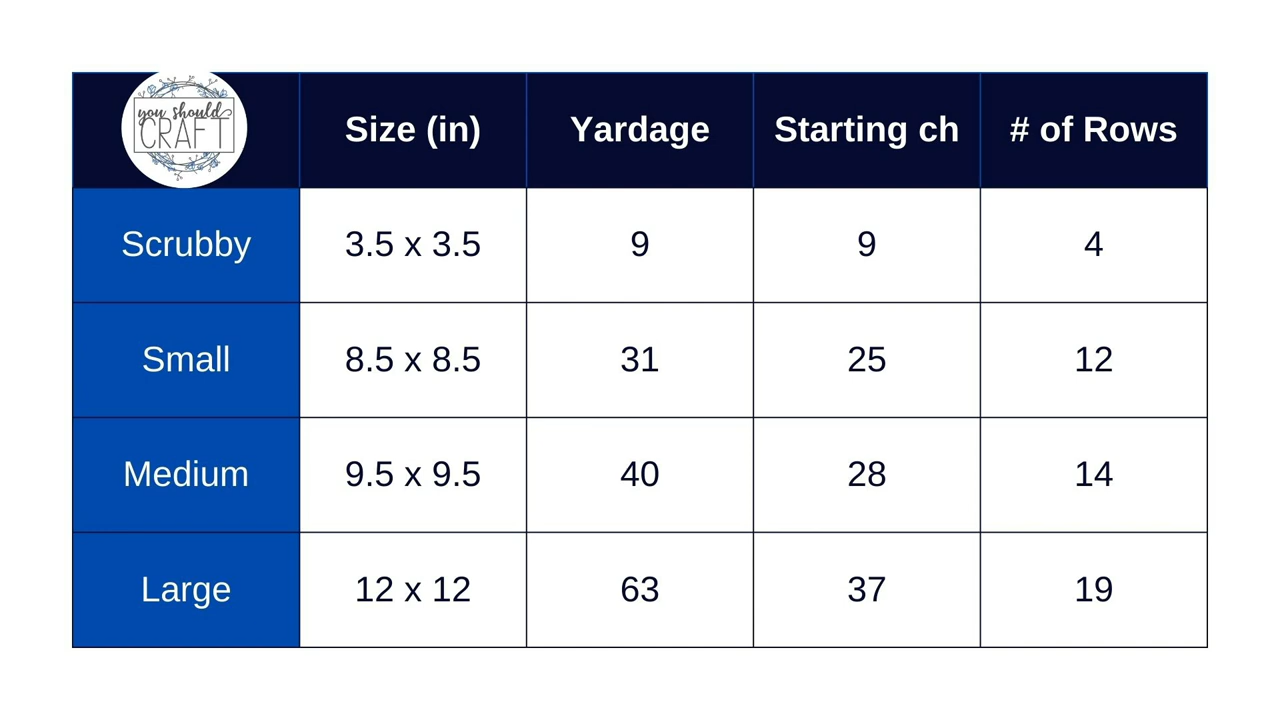 you should
CRAFT
Size (in) Yardage Starting ch # of Rows
Scrubby 3.5 x 3.5 9 9 4
Small 8.5 x 8.5 31 25 12
Medium 9.5 x 9.5 40 28 14
Large 12 x 12 63 37 19